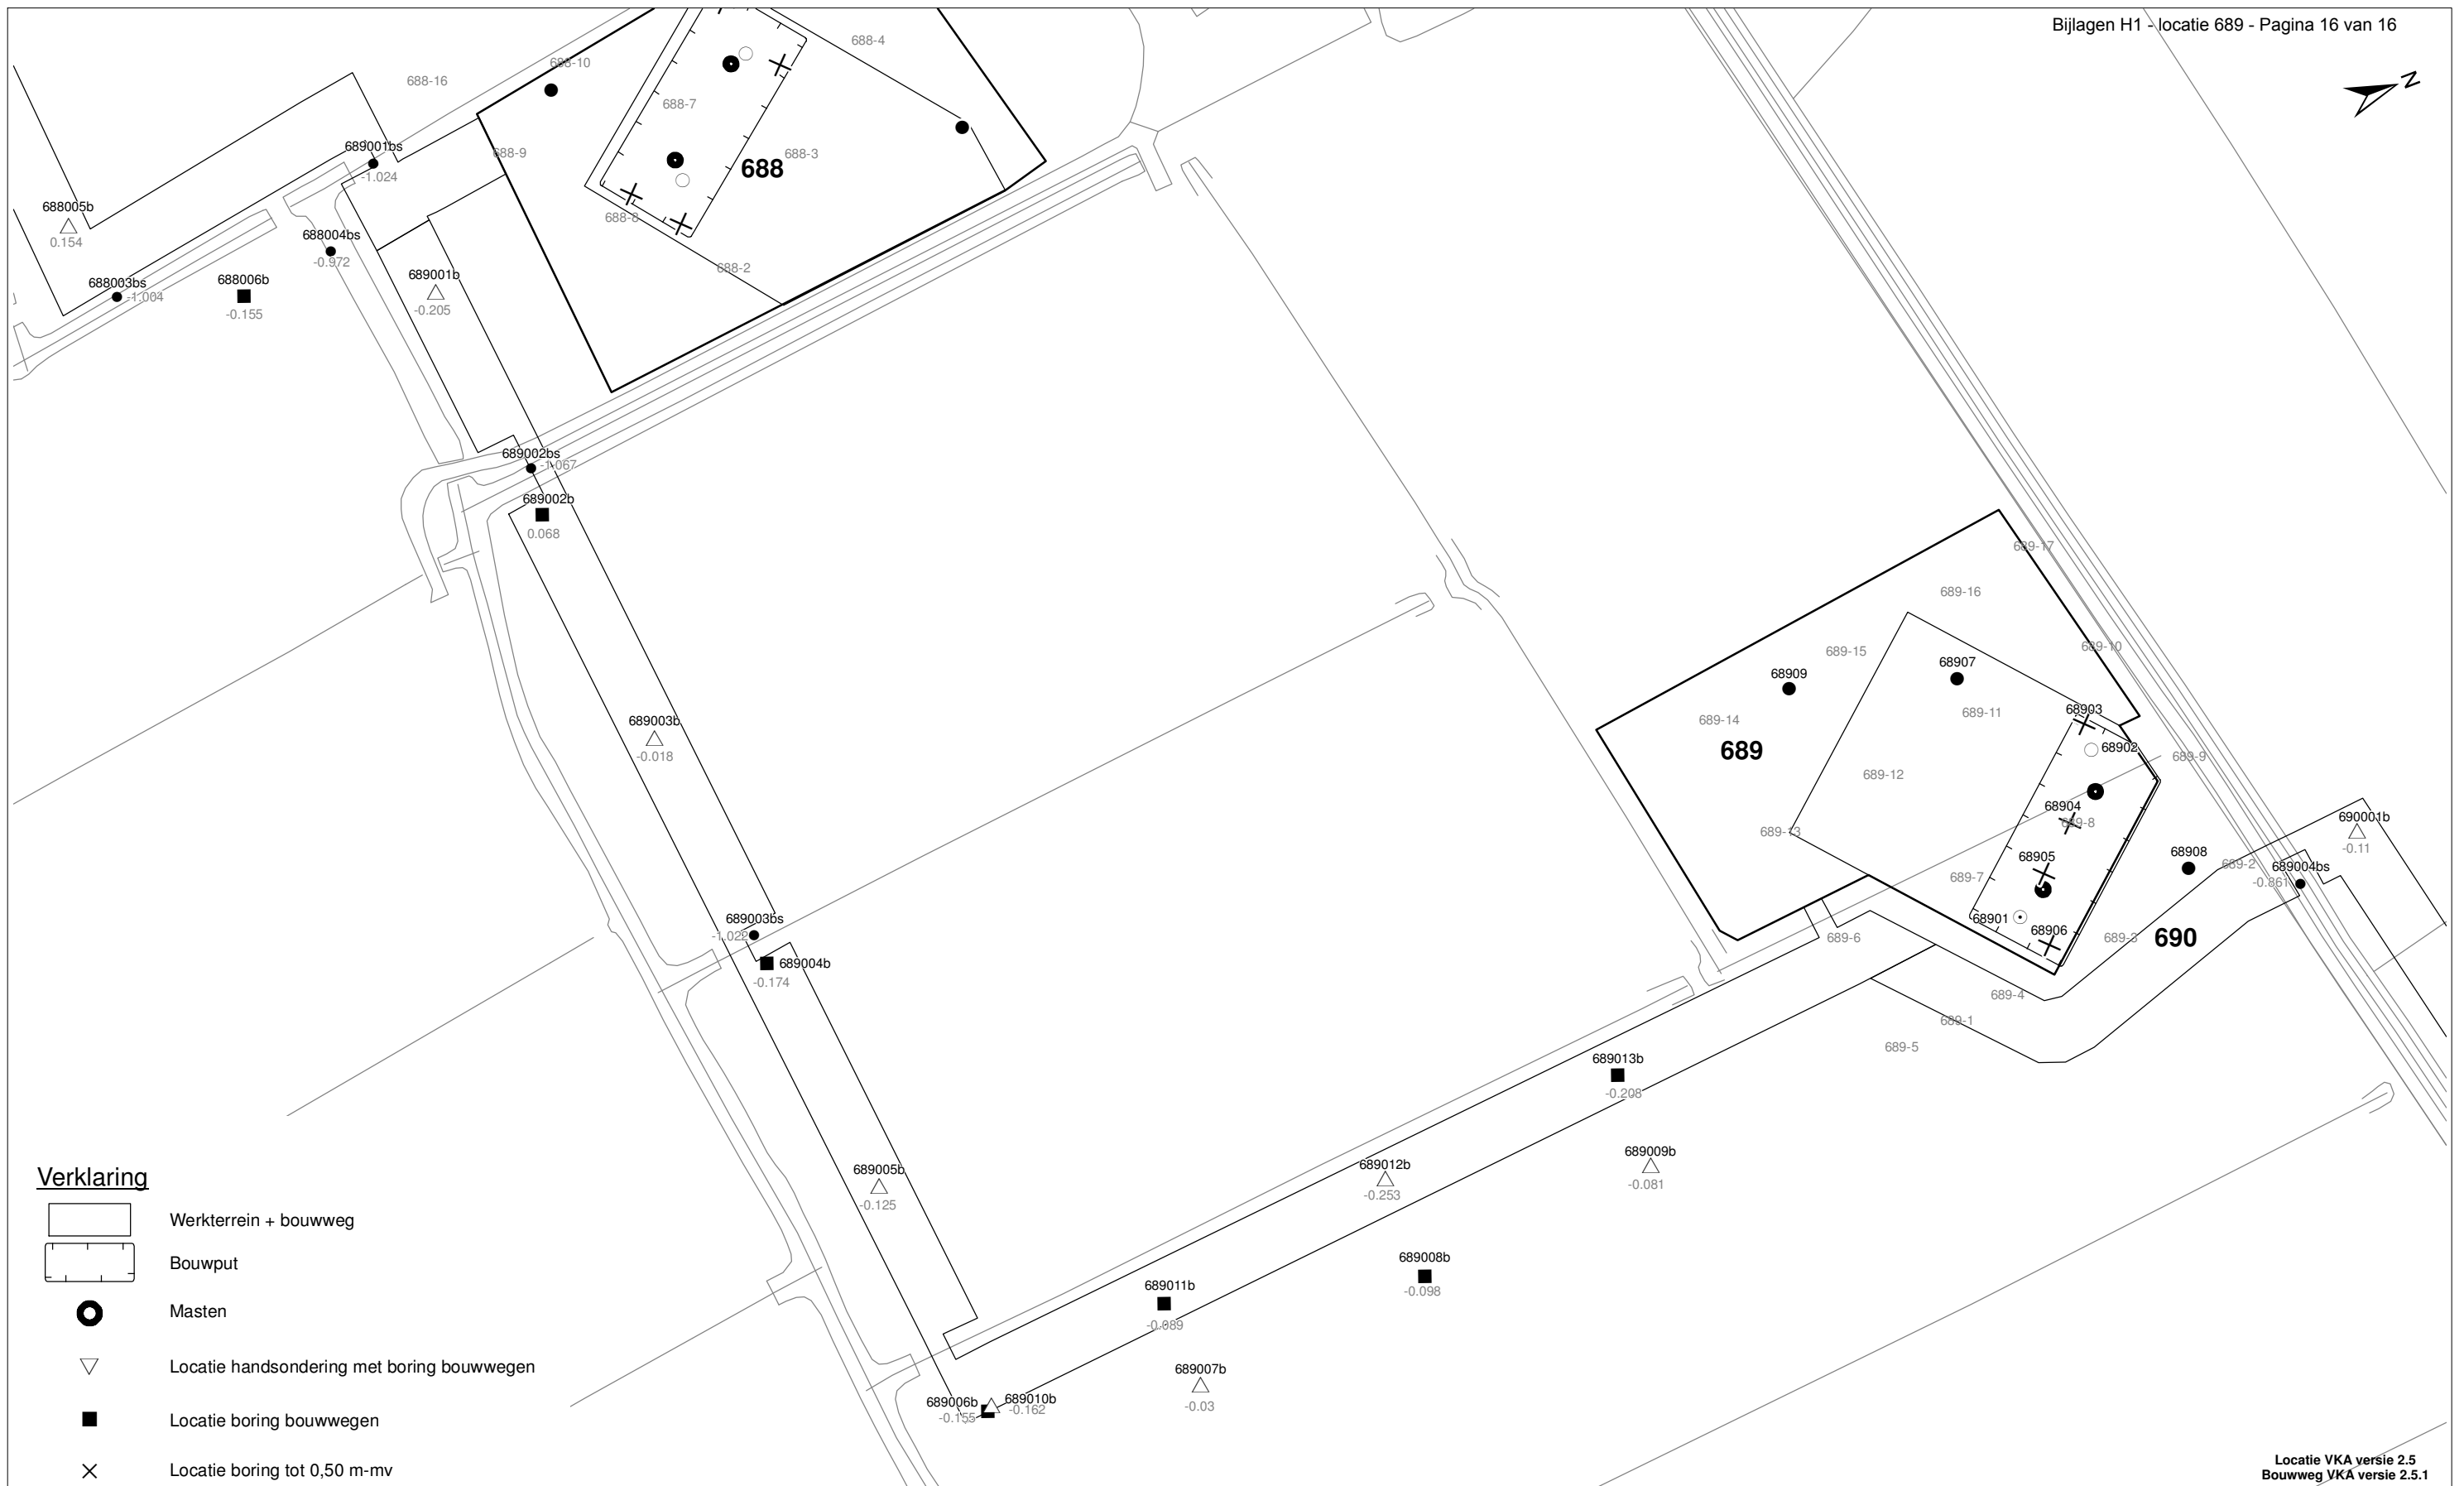 Bijlagen H1 - locatie 689 - Pagina 16 van 16
N
688-4
688-10
688-16
688-7
689001bs
688-9
688-3
688
-1.024
688005b
0.154
688-8
688004bs
-0.972
688-2
688003bs
-1.004
688006b
-0.155
689001b
-0.205
689002bs
-1.067
689002b
0.068
689-17
689-16
689-10
689-15
68907
68909
689-14
689-11
68903
689003b
-0.018
689
68902
689-9
689-12
68904
689-8
689-13
690001b
-0.11
68905
68908
689-2
689004bs
-0.861
689-7
68901
68906
689-3
690
689-6
689003bs
-1.022
689004b
-0.174
689-4
689-1
689-5
689013b
-0.208
689005b
-0.125
689012b
-0.253
689009b
-0.081
689008b
-0.098
689011b
-0.089
689007b
-0.03
689006b
-0.155
689010b
-0.162
Verklaring
Werkterrein + bouwweg
Bouwput
Masten
Locatie handsondering met boring bouwwegen
Locatie boring bouwwegen
Locatie boring tot 0,50 m-mv
Locatie VKA versie 2.5
Bouwweg VKA versie 2.5.1